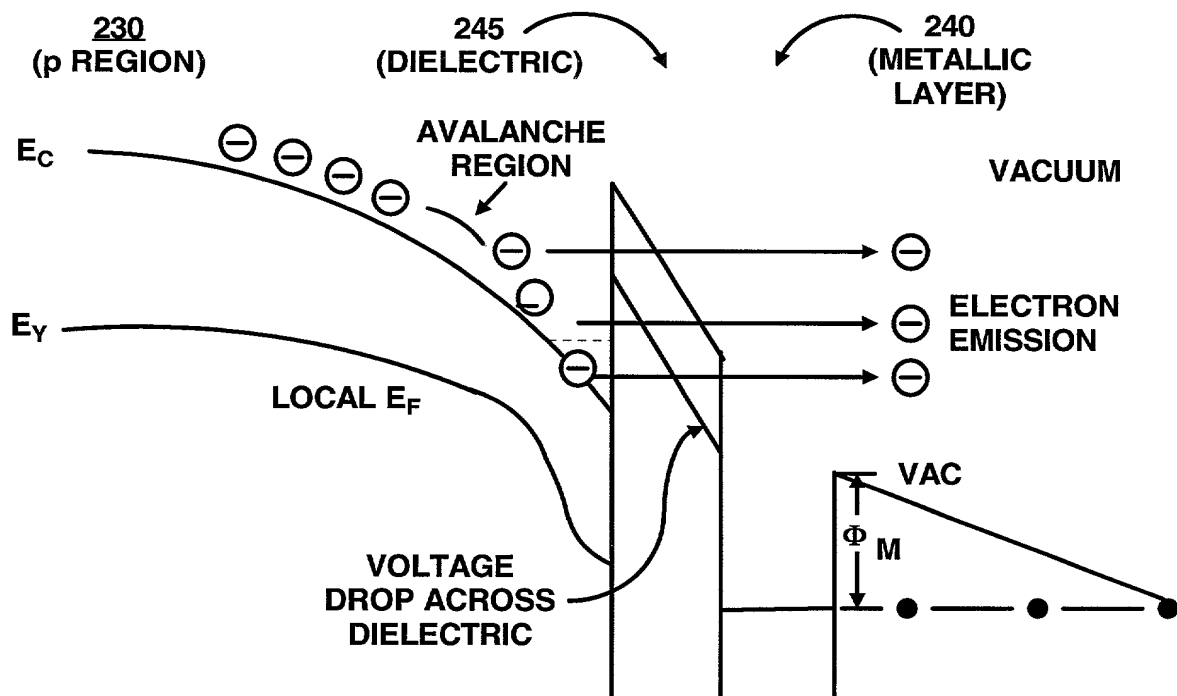 230
(p REGION)
245
(DIELECTRIC)
240
(METALLIC
LAYER)
AVALANCHE
REGION
VACUUM
E_C
E_Y
LOCAL E_F
ELECTRON
EMISSION
VAC
Φ_M
VOLTAGE
DROP ACROSS
DIELECTRIC